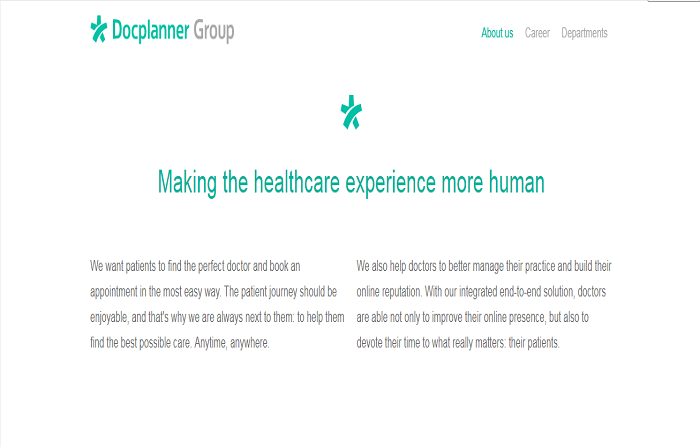 Docplanner Group
About us Career Departments
Making the healthcare experience more human
We want patients to find the perfect doctor and book an
appointment in the most easy way. The patient journey should be
enjoyable, and that's why we are always next to them: to help them
find the best possible care. Anytime, anywhere.
We also help doctors to better manage their practice and build their
online reputation. With our integrated end-to-end solution, doctors
are able not only to improve their online presence, but also to
devote their time to what really matters: their patients.